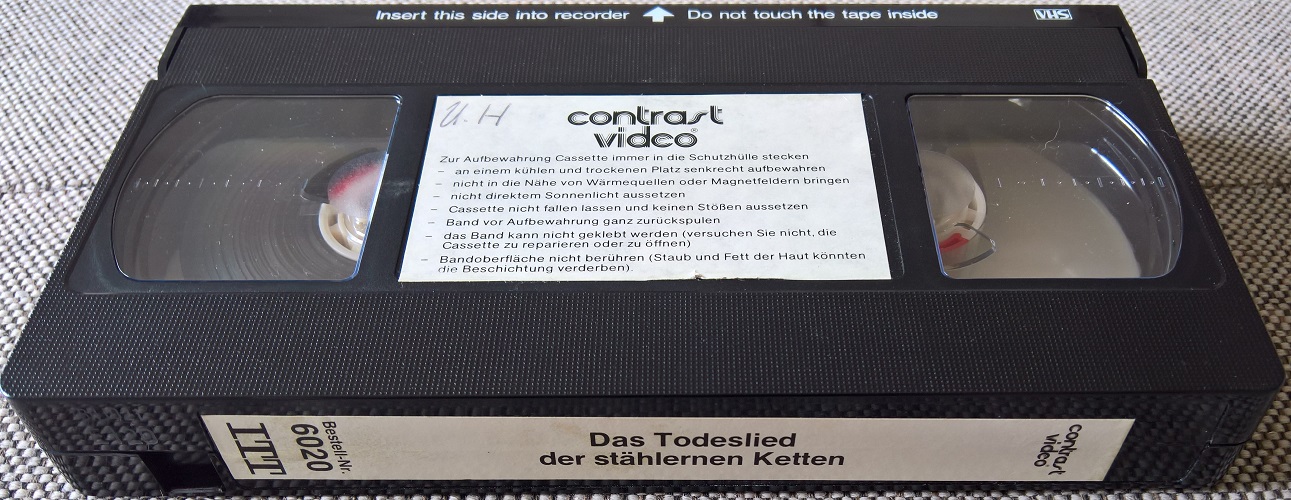 Insert this side into recorder Do not touch the tape inside VHS
U. H
contrast
video
Zur Aufbewahrung Cassette immer in die Schutzhülle stecken
– an einem kühlen und trockenen Platz senkrecht aufbewahren
– nicht in die Nähe von Wärmequellen oder Magnetfeldern bringen
– nicht direktem Sonnenlicht aussetzen
– Cassette nicht fallen lassen und keinen Stößen aussetzen
– Band vor Aufbewahrung ganz zurückspulen
– das Band kann nicht geklebt werden (versuchen Sie nicht, die
Cassette zu reparieren oder zu öffnen)
– Bandoberfläche nicht berühren (Staub und Fett der Haut könnten
die Beschichtung verderben).
Bestell-Nr.
6020
ITT
Das Todeslied
der stählernen Ketten
contrast
video